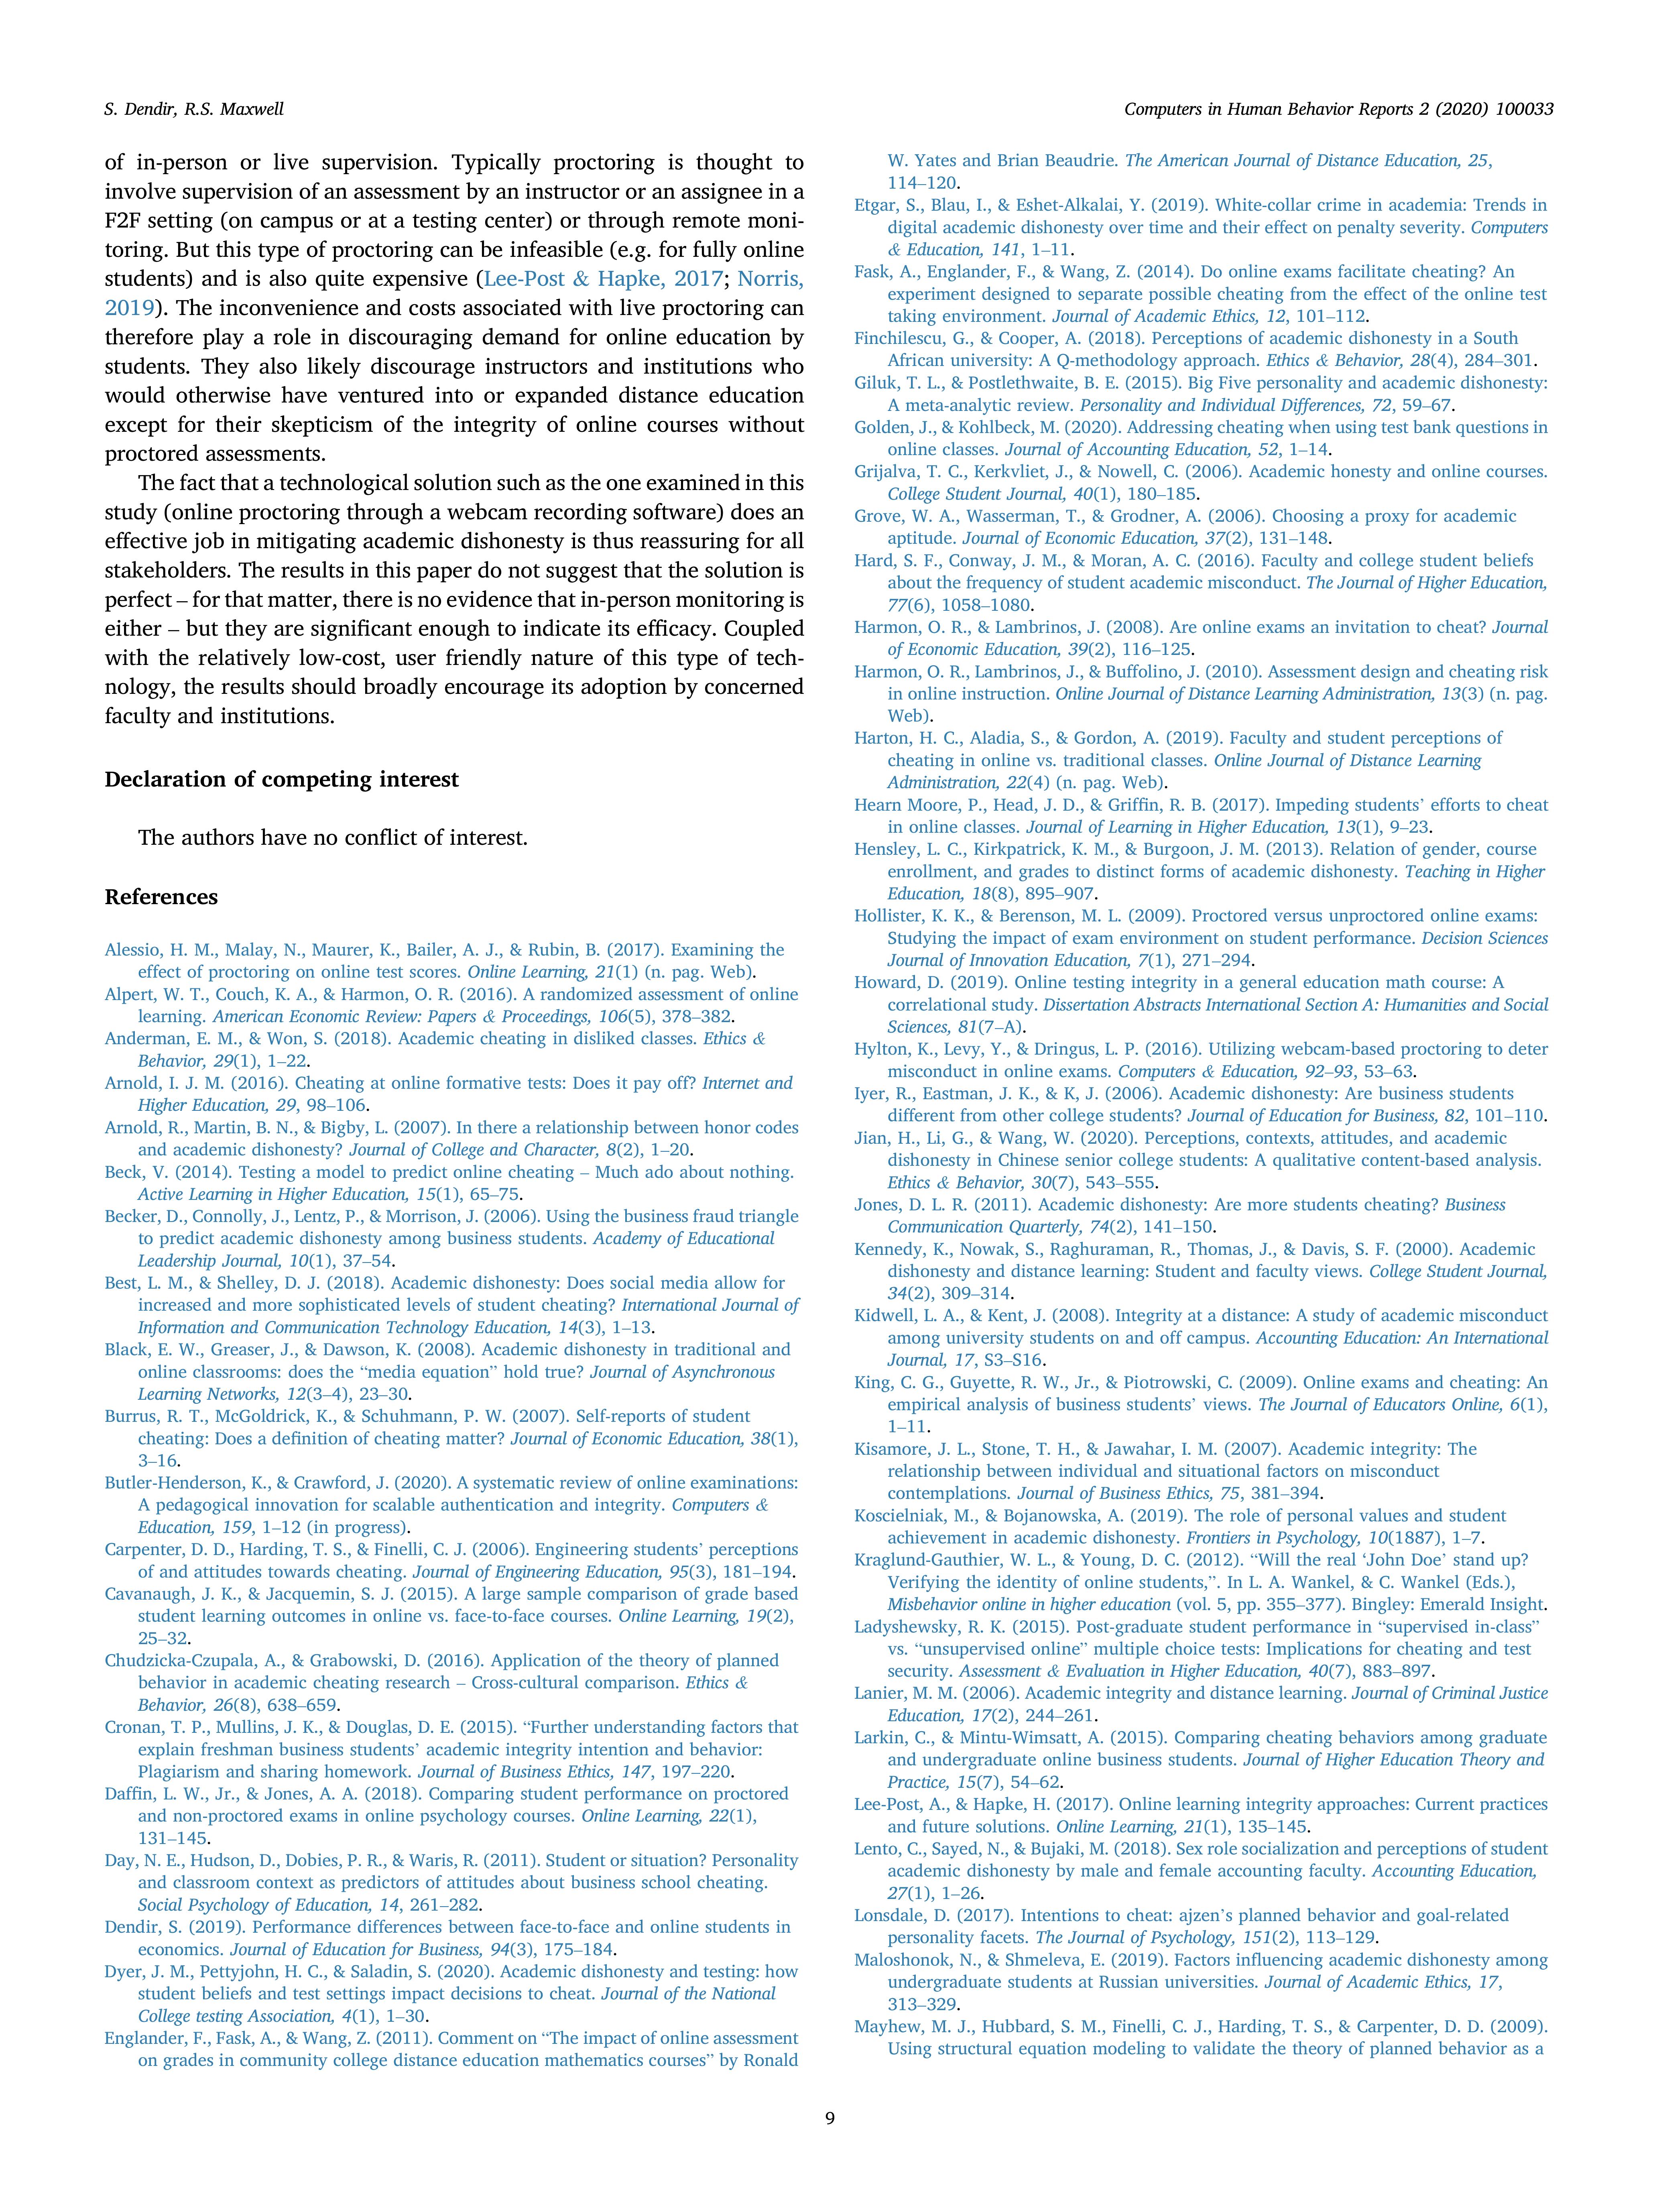 S. Dendir, R.S. Maxwell
Computers in Human Behavior Reports 2 (2020) 100033
of in-person or live supervision. Typically proctoring is thought to
involve supervision of an assessment by an instructor or an assignee in a
F2F setting (on campus or at a testing center) or through remote moni-
toring. But this type of proctoring can be infeasible (e.g. for fully online
students) and is also quite expensive (Lee-Post & Hapke, 2017; Norris,
2019). The inconvenience and costs associated with live proctoring can
therefore play a role in discouraging demand for online education by
students. They also likely discourage instructors and institutions who
would otherwise have ventured into or expanded distance education
except for their skepticism of the integrity of online courses without
proctored assessments.
The fact that a technological solution such as the one examined in this
study (online proctoring through a webcam recording software) does an
effective job in mitigating academic dishonesty is thus reassuring for all
stakeholders. The results in this paper do not suggest that the solution is
perfect – for that matter, there is no evidence that in-person monitoring is
either – but they are significant enough to indicate its efficacy. Coupled
with the relatively low-cost, user friendly nature of this type of tech-
nology, the results should broadly encourage its adoption by concerned
faculty and institutions.
Declaration of competing interest
The authors have no conflict of interest.
References
Alessio, H. M., Malay, N., Maurer, K., Bailer, A. J., & Rubin, B. (2017). Examining the
effect of proctoring on online test scores. Online Learning, 21(1) (n. pag. Web).
Alpert, W. T., Couch, K. A., & Harmon, O. R. (2016). A randomized assessment of online
learning. American Economic Review: Papers & Proceedings, 106(5), 378–382.
Anderman, E. M., & Won, S. (2018). Academic cheating in disliked classes. Ethics &
Behavior, 29(1), 1–22.
Arnold, I. J. M. (2016). Cheating at online formative tests: Does it pay off? Internet and
Higher Education, 29, 98–106.
Arnold, R., Martin, B. N., & Bigby, L. (2007). In there a relationship between honor codes
and academic dishonesty? Journal of College and Character, 8(2), 1–20.
Beck, V. (2014). Testing a model to predict online cheating – Much ado about nothing.
Active Learning in Higher Education, 15(1), 65–75.
Becker, D., Connolly, J., Lentz, P., & Morrison, J. (2006). Using the business fraud triangle
to predict academic dishonesty among business students. Academy of Educational
Leadership Journal, 10(1), 37–54.
Best, L. M., & Shelley, D. J. (2018). Academic dishonesty: Does social media allow for
increased and more sophisticated levels of student cheating? International Journal of
Information and Communication Technology Education, 14(3), 1–13.
Black, E. W., Greaser, J., & Dawson, K. (2008). Academic dishonesty in traditional and
online classrooms: does the “media equation” hold true? Journal of Asynchronous
Learning Networks, 12(3–4), 23–30.
Burrus, R. T., McGoldrick, K., & Schuhmann, P. W. (2007). Self-reports of student
cheating: Does a definition of cheating matter? Journal of Economic Education, 38(1),
3–16.
Butler-Henderson, K., & Crawford, J. (2020). A systematic review of online examinations:
A pedagogical innovation for scalable authentication and integrity. Computers &
Education, 159, 1–12 (in progress).
Carpenter, D. D., Harding, T. S., & Finelli, C. J. (2006). Engineering students’ perceptions
of and attitudes towards cheating. Journal of Engineering Education, 95(3), 181–194.
Cavanaugh, J. K., & Jacquemin, S. J. (2015). A large sample comparison of grade based
student learning outcomes in online vs. face-to-face courses. Online Learning, 19(2),
25–32.
Chudzicka-Czupala, A., & Grabowski, D. (2016). Application of the theory of planned
behavior in academic cheating research – Cross-cultural comparison. Ethics &
Behavior, 26(8), 638–659.
Cronan, T. P., Mullins, J. K., & Douglas, D. E. (2015). “Further understanding factors that
explain freshman business students’ academic integrity intention and behavior:
Plagiarism and sharing homework. Journal of Business Ethics, 147, 197–220.
Daffin, L. W., Jr., & Jones, A. A. (2018). Comparing student performance on proctored
and non-proctored exams in online psychology courses. Online Learning, 22(1),
131–145.
Day, N. E., Hudson, D., Dobies, P. R., & Waris, R. (2011). Student or situation? Personality
and classroom context as predictors of attitudes about business school cheating.
Social Psychology of Education, 14, 261–282.
Dendir, S. (2019). Performance differences between face-to-face and online students in
economics. Journal of Education for Business, 94(3), 175–184.
Dyer, J. M., Pettyjohn, H. C., & Saladin, S. (2020). Academic dishonesty and testing: how
student beliefs and test settings impact decisions to cheat. Journal of the National
College testing Association, 4(1), 1–30.
Englander, F., Fask, A., & Wang, Z. (2011). Comment on “The impact of online assessment
on grades in community college distance education mathematics courses” by Ronald
W. Yates and Brian Beaudrie. The American Journal of Distance Education, 25,
114–120.
Etgar, S., Blau, I., & Eshet-Alkalai, Y. (2019). White-collar crime in academia: Trends in
digital academic dishonesty over time and their effect on penalty severity. Computers
& Education, 141, 1–11.
Fask, A., Englander, F., & Wang, Z. (2014). Do online exams facilitate cheating? An
experiment designed to separate possible cheating from the effect of the online test
taking environment. Journal of Academic Ethics, 12, 101–112.
Finchilescu, G., & Cooper, A. (2018). Perceptions of academic dishonesty in a South
African university: A Q-methodology approach. Ethics & Behavior, 28(4), 284–301.
Giluk, T. L., & Postlethwaite, B. E. (2015). Big Five personality and academic dishonesty:
A meta-analytic review. Personality and Individual Differences, 72, 59–67.
Golden, J., & Kohlbeck, M. (2020). Addressing cheating when using test bank questions in
online classes. Journal of Accounting Education, 52, 1–14.
Grijalva, T. C., Kerkvliet, J., & Nowell, C. (2006). Academic honesty and online courses.
College Student Journal, 40(1), 180–185.
Grove, W. A., Wasserman, T., & Grodner, A. (2006). Choosing a proxy for academic
aptitude. Journal of Economic Education, 37(2), 131–148.
Hard, S. F., Conway, J. M., & Moran, A. C. (2016). Faculty and college student beliefs
about the frequency of student academic misconduct. The Journal of Higher Education,
77(6), 1058–1080.
Harmon, O. R., & Lambrinos, J. (2008). Are online exams an invitation to cheat? Journal
of Economic Education, 39(2), 116–125.
Harmon, O. R., Lambrinos, J., & Buffolino, J. (2010). Assessment design and cheating risk
in online instruction. Online Journal of Distance Learning Administration, 13(3) (n. pag.
Web).
Harton, H. C., Aladia, S., & Gordon, A. (2019). Faculty and student perceptions of
cheating in online vs. traditional classes. Online Journal of Distance Learning
Administration, 22(4) (n. pag. Web).
Hearn Moore, P., Head, J. D., & Griffin, R. B. (2017). Impeding students’ efforts to cheat
in online classes. Journal of Learning in Higher Education, 13(1), 9–23.
Hensley, L. C., Kirkpatrick, K. M., & Burgoon, J. M. (2013). Relation of gender, course
enrollment, and grades to distinct forms of academic dishonesty. Teaching in Higher
Education, 18(8), 895–907.
Hollister, K. K., & Berenson, M. L. (2009). Proctored versus unproctored online exams:
Studying the impact of exam environment on student performance. Decision Sciences
Journal of Innovation Education, 7(1), 271–294.
Howard, D. (2019). Online testing integrity in a general education math course: A
correlational study. Dissertation Abstracts International Section A: Humanities and Social
Sciences, 81(7–A).
Hylton, K., Levy, Y., & Dringus, L. P. (2016). Utilizing webcam-based proctoring to deter
misconduct in online exams. Computers & Education, 92–93, 53–63.
Iyer, R., Eastman, J. K., & K, J. (2006). Academic dishonesty: Are business students
different from other college students? Journal of Education for Business, 82, 101–110.
Jian, H., Li, G., & Wang, W. (2020). Perceptions, contexts, attitudes, and academic
dishonesty in Chinese senior college students: A qualitative content-based analysis.
Ethics & Behavior, 30(7), 543–555.
Jones, D. L. R. (2011). Academic dishonesty: Are more students cheating? Business
Communication Quarterly, 74(2), 141–150.
Kennedy, K., Nowak, S., Raghuraman, R., Thomas, J., & Davis, S. F. (2000). Academic
dishonesty and distance learning: Student and faculty views. College Student Journal,
34(2), 309–314.
Kidwell, L. A., & Kent, J. (2008). Integrity at a distance: A study of academic misconduct
among university students on and off campus. Accounting Education: An International
Journal, 17, S3–S16.
King, C. G., Guyette, R. W., Jr., & Piotrowski, C. (2009). Online exams and cheating: An
empirical analysis of business students’ views. The Journal of Educators Online, 6(1),
1–11.
Kisamore, J. L., Stone, T. H., & Jawahar, I. M. (2007). Academic integrity: The
relationship between individual and situational factors on misconduct
contemplations. Journal of Business Ethics, 75, 381–394.
Koscielniak, M., & Bojanowska, A. (2019). The role of personal values and student
achievement in academic dishonesty. Frontiers in Psychology, 10(1887), 1–7.
Kraglund-Gauthier, W. L., & Young, D. C. (2012). “Will the real ‘John Doe’ stand up?
Verifying the identity of online students,”. In L. A. Wankel, & C. Wankel (Eds.),
Misbehavior online in higher education (vol. 5, pp. 355–377). Bingley: Emerald Insight.
Ladyshewsky, R. K. (2015). Post-graduate student performance in “supervised in-class”
vs. “unsupervised online” multiple choice tests: Implications for cheating and test
security. Assessment & Evaluation in Higher Education, 40(7), 883–897.
Lanier, M. M. (2006). Academic integrity and distance learning. Journal of Criminal Justice
Education, 17(2), 244–261.
Larkin, C., & Mintu-Wimsatt, A. (2015). Comparing cheating behaviors among graduate
and undergraduate online business students. Journal of Higher Education Theory and
Practice, 15(7), 54–62.
Lee-Post, A., & Hapke, H. (2017). Online learning integrity approaches: Current practices
and future solutions. Online Learning, 21(1), 135–145.
Lento, C., Sayed, N., & Bujaki, M. (2018). Sex role socialization and perceptions of student
academic dishonesty by male and female accounting faculty. Accounting Education,
27(1), 1–26.
Lonsdale, D. (2017). Intentions to cheat: ajzen’s planned behavior and goal-related
personality facets. The Journal of Psychology, 151(2), 113–129.
Maloshonok, N., & Shmeleva, E. (2019). Factors influencing academic dishonesty among
undergraduate students at Russian universities. Journal of Academic Ethics, 17,
313–329.
Mayhew, M. J., Hubbard, S. M., Finelli, C. J., Harding, T. S., & Carpenter, D. D. (2009).
Using structural equation modeling to validate the theory of planned behavior as a
9